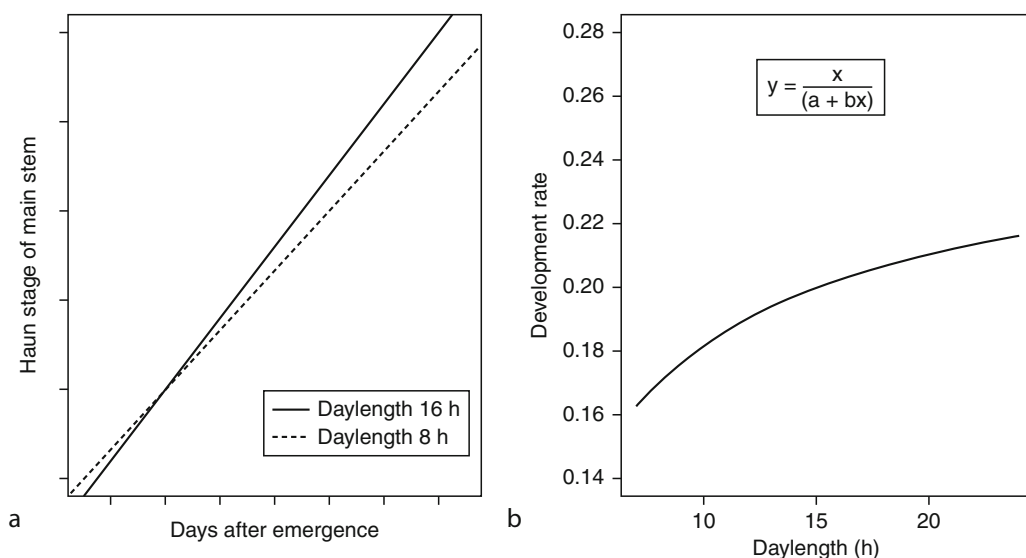 Haun stage of main stem
Daylength 16 h
Daylength 8 h
Days after emergence
a
0.28
0.26
0.24
0.22
0.20
0.18
0.16
0.14
Development rate
y = x / (a + bx)
10
15
20
Daylength (h)
b